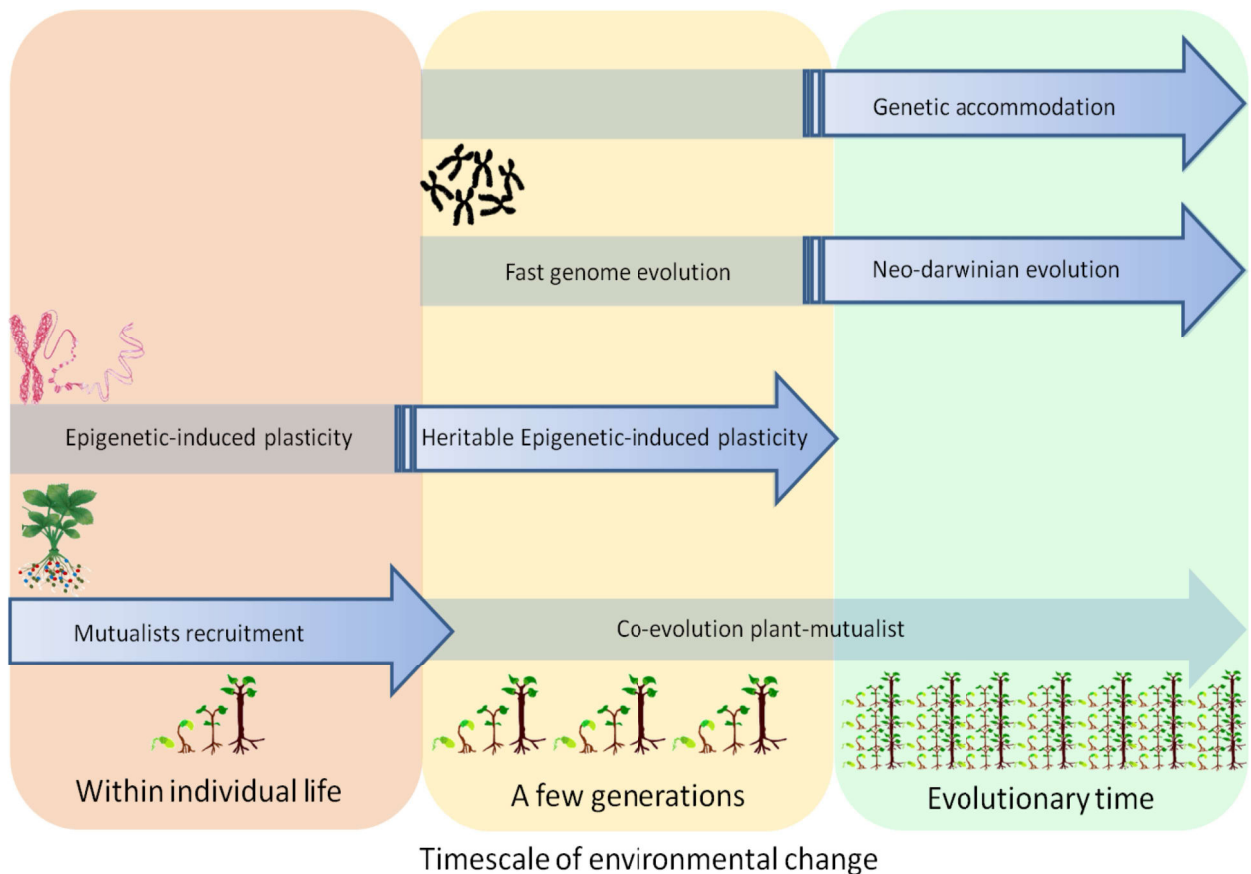 Genetic accommodation
Fast genome evolution
Neo-darwinian evolution
Epigenetic-induced plasticity
Heritable Epigenetic-induced plasticity
Mutualists recruitment
Co-evolution plant-mutualist
Within individual life
A few generations
Evolutionary time
Timescale of environmental change